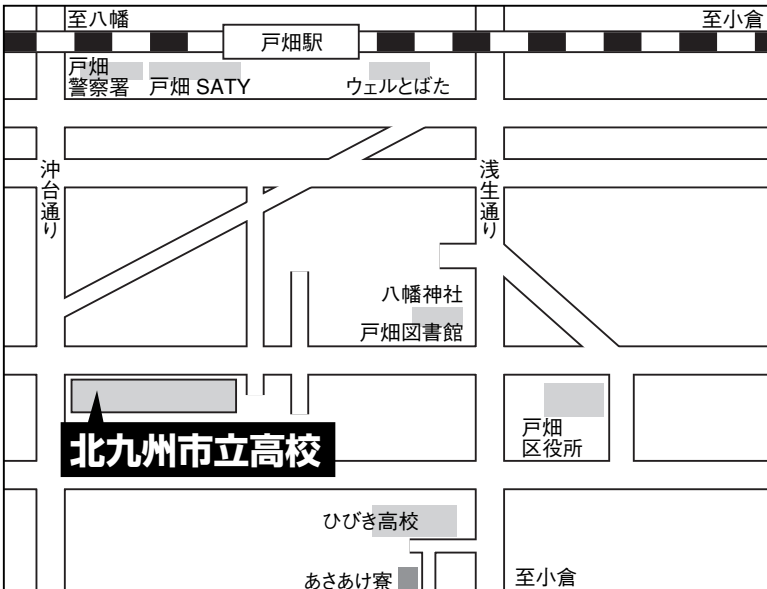 至八幡
至小倉
戸畑駅
戸畑
警察署
戸畑 SATY
ウェルとばた
沖台通り
浅生通り
八幡神社
戸畑図書館
北九州市立高校
戸畑
区役所
ひびき高校
あさあけ寮
至小倉